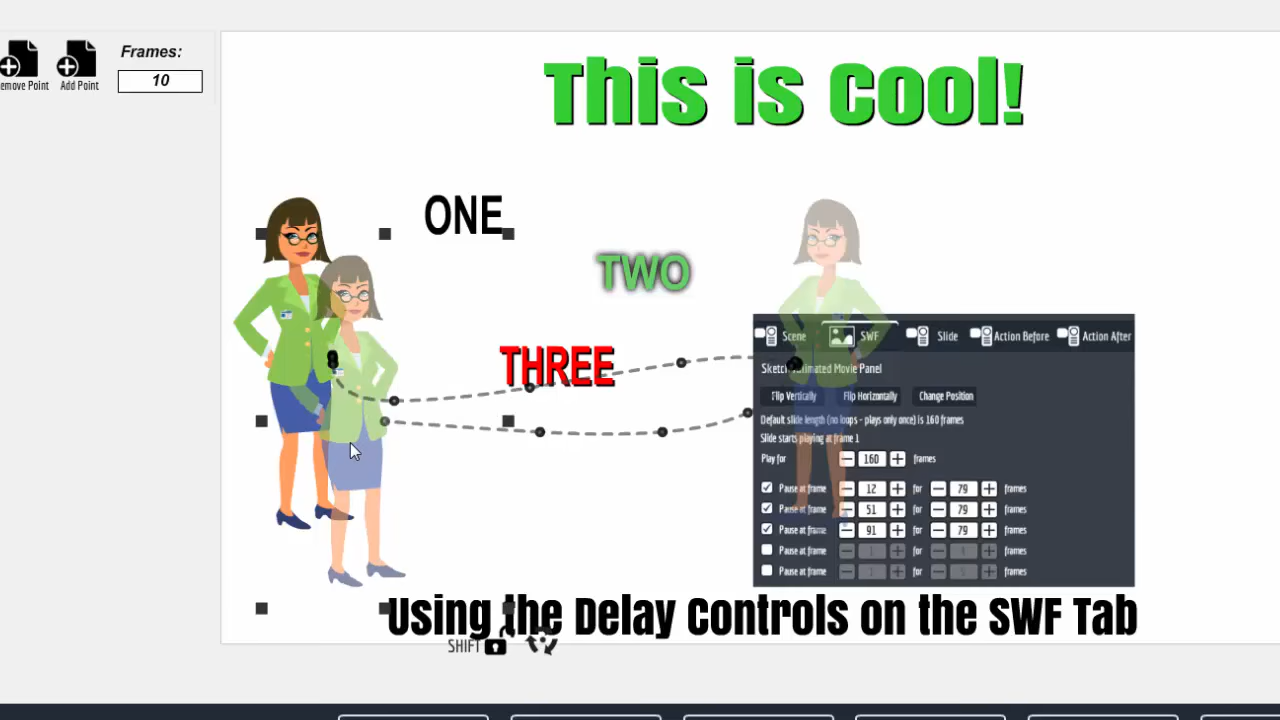 This is Cool!
Frames:
10
emove Point
Add Point
ONE
TWO
THREE
Scene
SWF
Slide
Action Before
Action After
Animated Movie Panel
Flip Vertically
Flip Horizontally
Change Position
Default slide length (no loops - plays only once) is 160 frames
Slide starts playing at frame 1
Play for 160 frames
Pause at frame 12 for 79 frames
Pause at frame 51 for 79 frames
Pause at frame 91 for 79 frames
Pause at frame for frames
Pause at frame for frames
Using the Delay Controls on the SWF Tab
SHIFT